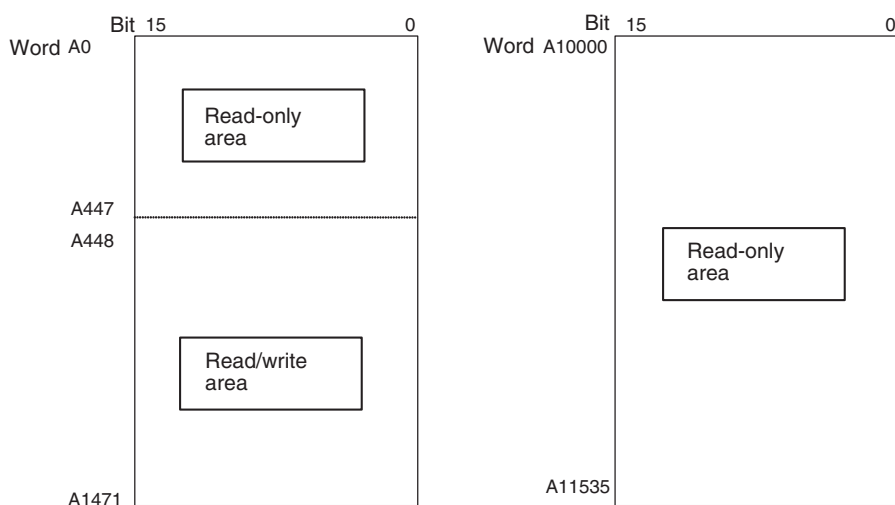 Bit 15 0
Word A0
Read-only
area
A447
A448
Read/write
area
A1471
Bit 15 0
Word A10000
Read-only
area
A11535